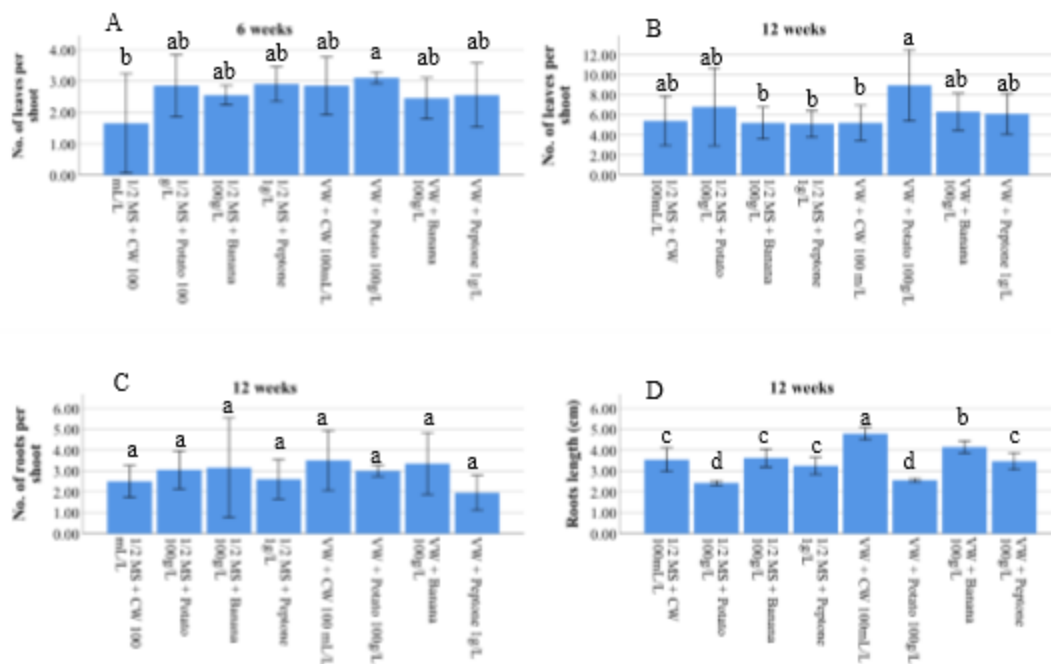 A
6 weeks
No. of leaves per
shoot
4.00
3.00
2.00
1.00
0.00
b
ab
ab
ab
ab
a
ab
ab
1/2 MS + CW 100
mL/L
1/2 MS + Potato 100
g/L
1/2 MS + Banana
100g/L
1/2 MS + Peptone
1g/L
VW + CW 100mL/L
VW + Potato 100g/L
VW + Banana
100g/L
VW + Peptone 1g/L
B
12 weeks
No. of leaves per
shoot
12.00
10.00
8.00
6.00
4.00
2.00
0.00
ab
ab
b
b
b
a
ab
ab
1/2 MS + CW
100mL/L
1/2 MS + Potato
100g/L
1/2 MS + Banana
100g/L
1/2 MS + Peptone
1g/L
VW + CW 100 m/L
VW + Potato 100g/L
VW + Banana
100g/L
VW + Peptone 1g/L
C
12 weeks
No. of roots per
shoot
6.00
5.00
4.00
3.00
2.00
1.00
0.00
a
a
a
a
a
a
a
a
1/2 MS + CW 100
mL/L
1/2 MS + Potato
100g/L
1/2 MS + Banana
100g/L
1/2 MS + Peptone
1g/L
VW + CW 100 mL/L
VW + Potato 100g/L
VW + Banana
100g/L
VW + Peptone 1g/L
D
12 weeks
Roots length (cm)
6.00
5.00
4.00
3.00
2.00
1.00
0.00
c
d
c
c
a
d
b
c
1/2 MS + CW
100mL/L
1/2 MS + Potato
100g/L
1/2 MS + Banana
100g/L
1/2 MS + Peptone
1g/L
VW + CW 100mL/L
VW + Potato 100g/L
VW + Banana
100g/L
VW + Peptone
100g/L